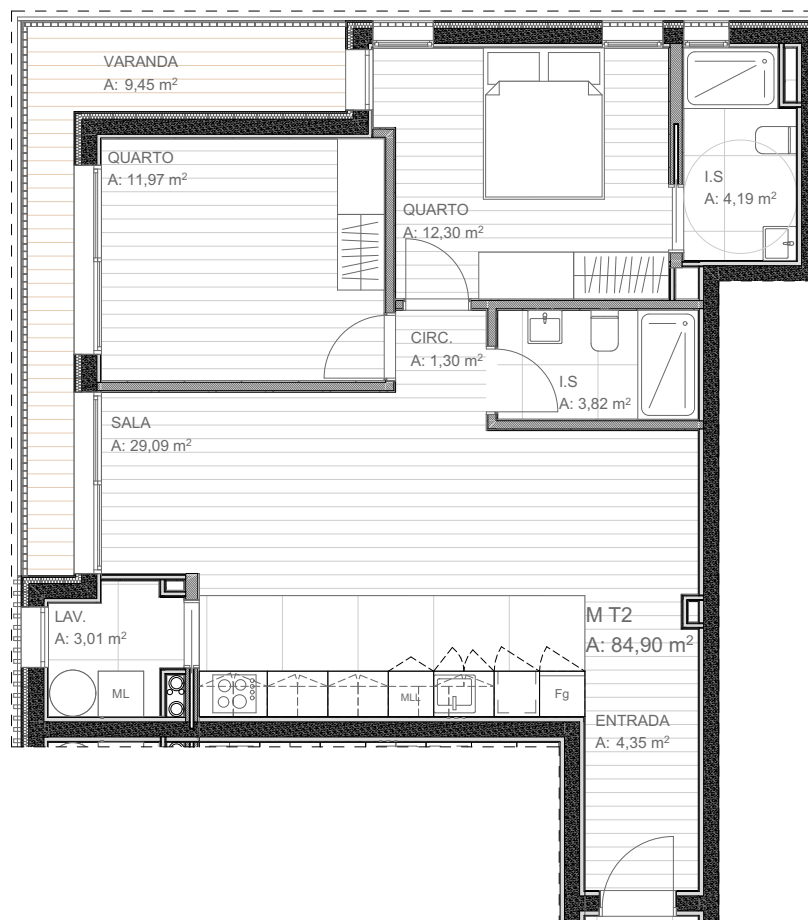 VARANDA
A: 9,45 m²
QUARTO
A: 11,97 m²
QUARTO
A: 12,30 m²
I.S
A: 4,19 m²
CIRC.
A: 1,30 m²
I.S
A: 3,82 m²
SALA
A: 29,09 m²
LAV.
A: 3,01 m²
M T2
A: 84,90 m²
ML
MLL
Fg
ENTRADA
A: 4,35 m²